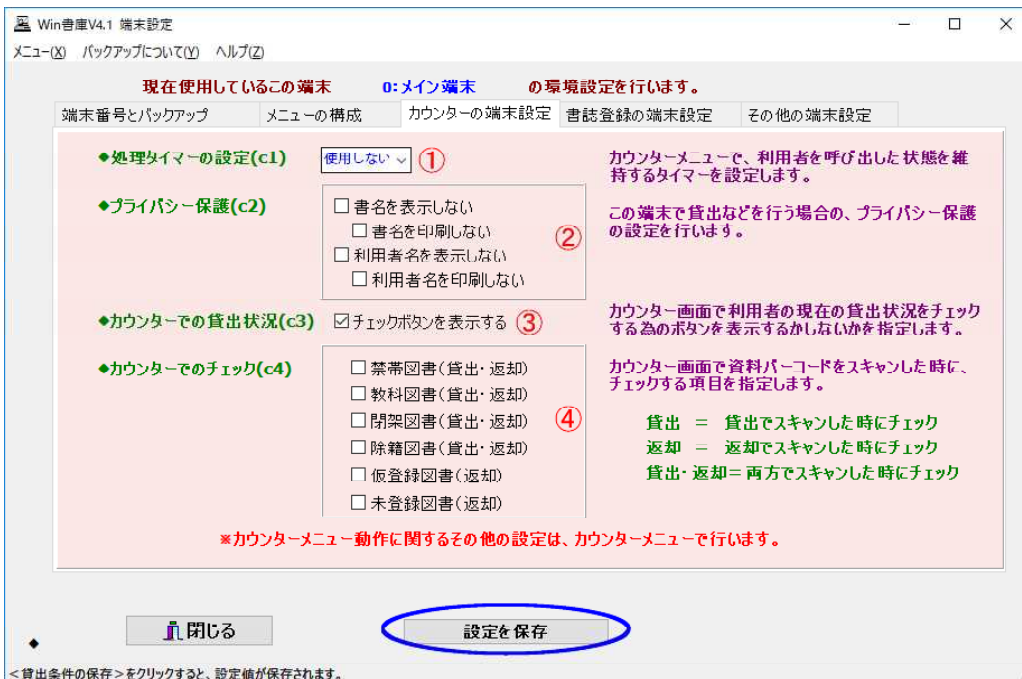 Win書庫V4.1 端末設定
メニュー(X) バックアップについて(Y) ヘルプ(Z)
現在使用しているこの端末 0:メイン端末 の環境設定を行います。
端末番号とバックアップ メニューの構成 カウンターの端末設定 書誌登録の端末設定 その他の端末設定
◆処理タイマーの設定(c1) 使用しない ①
カウンターメニューで、利用者を呼び出した状態を維
持するタイマーを設定します。
◆プライバシー保護(c2)
書名を表示しない
書名を印刷しない
利用者名を表示しない
利用者名を印刷しない
②
この端末で貸出などを行う場合の、プライバシー保護
の設定を行います。
◆カウンターでの貸出状況(c3) チェックボタンを表示する ③
カウンター画面で利用者の現在の貸出状況をチェック
する為のボタンを表示するかしないかを指定します。
◆カウンターでのチェック(c4)
禁帯図書(貸出・返却)
教科図書(貸出・返却)
閉架図書(貸出・返却)
除籍図書(貸出・返却)
仮登録図書(返却)
未登録図書(返却)
④
カウンター画面で資料バーコードをスキャンした時に、
チェックする項目を指定します。
貸出 = 貸出でスキャンした時にチェック
返却 = 返却でスキャンした時にチェック
貸出・返却=両方でスキャンした時にチェック
※カウンターメニュー動作に関するその他の設定は、カウンターメニューで行います。
閉じる 設定を保存
◆
<貸出条件の保存>をクリックすると、設定値が保存されます。